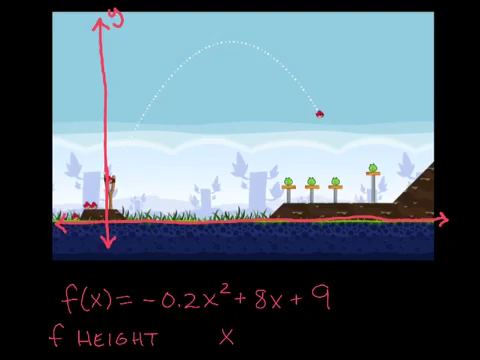 y
f(x) = -0.2x² + 8x + 9
f HEIGHT x